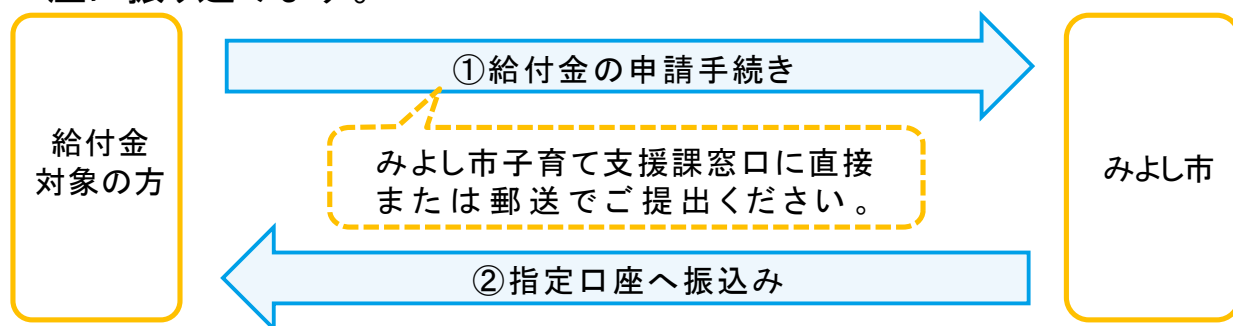 ①給付金の申請手続き
給付金
対象の方
みよし市子育て支援課窓口に直接
または郵送でご提出ください。
みよし市
②指定口座へ振込み